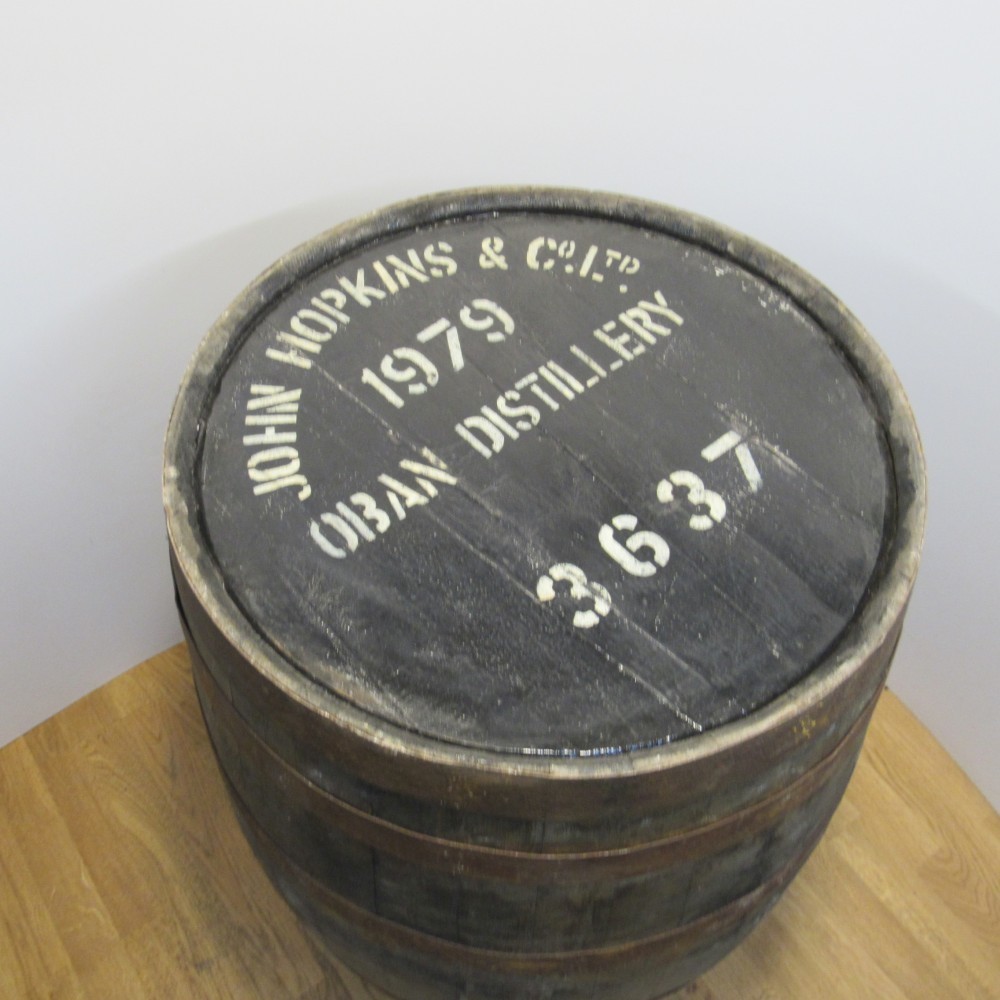 JOHN HOPKINS & Co. LTD.
1979
OBAN DISTILLERY
3637